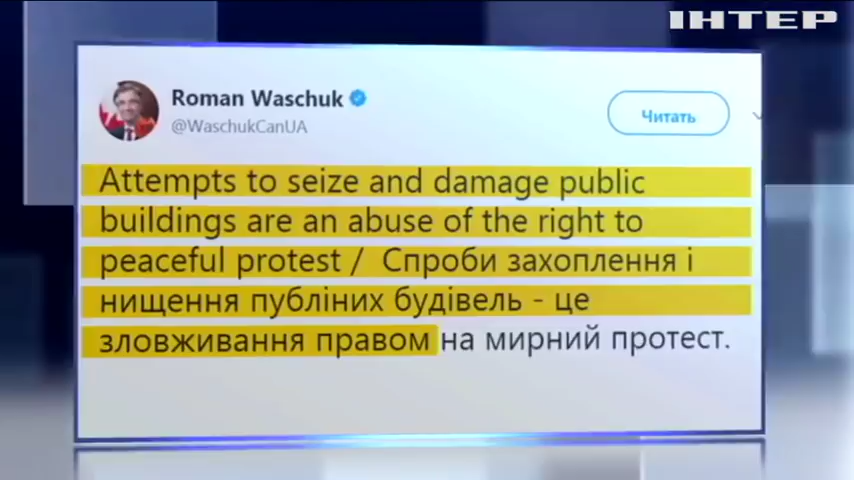 ІНТЕР
Roman Waschuk
@WaschukCanUA
Читать
Attempts to seize and damage public
buildings are an abuse of the right to
peaceful protest / Спроби захоплення і
нищення публіних будівель - це
зловживання правом на мирний протест.